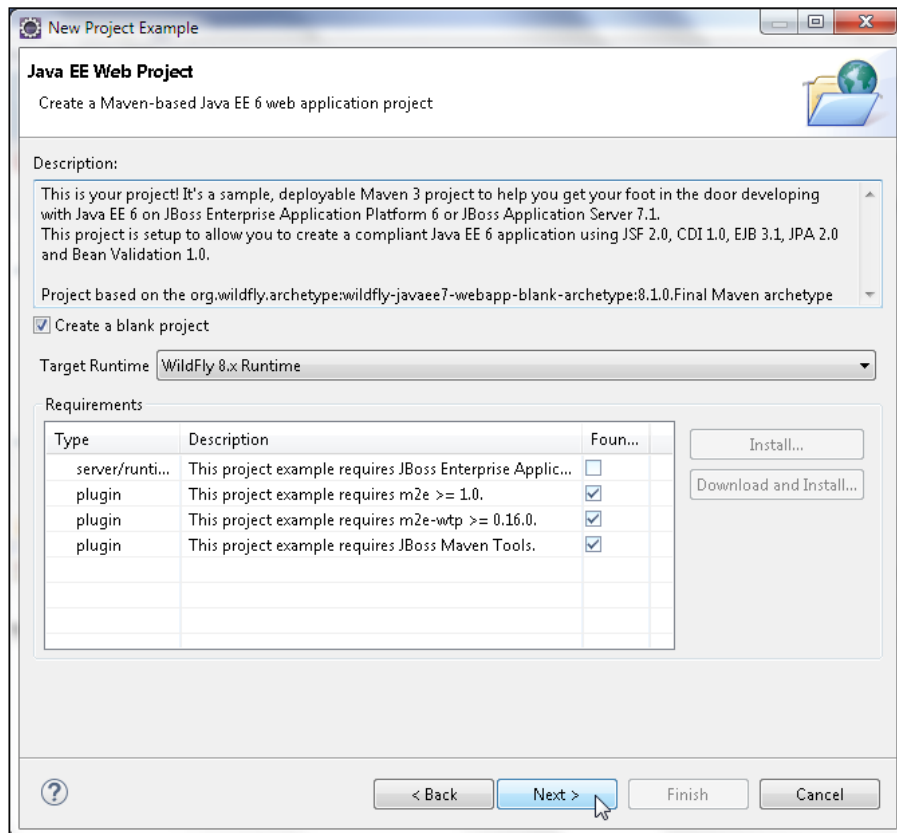 New Project Example
Java EE Web Project
Create a Maven-based Java EE 6 web application project
Description:
This is your project! It's a sample, deployable Maven 3 project to help you get your foot in the door developing
with Java EE 6 on JBoss Enterprise Application Platform 6 or JBoss Application Server 7.1.
This project is setup to allow you to create a compliant Java EE 6 application using JSF 2.0, CDI 1.0, EJB 3.1, JPA 2.0
and Bean Validation 1.0.
Project based on the org.wildfly.archetype:wildfly-javaee7-webapp-blank-archetype:8.1.0.Final Maven archetype
Create a blank project
Target Runtime WildFly 8.x Runtime
Requirements
Type Description Foun...
server/runti... This project example requires JBoss Enterprise Applic...
plugin This project example requires m2e >= 1.0.
plugin This project example requires m2e-wtp >= 0.16.0.
plugin This project example requires JBoss Maven Tools.
Install...
Download and Install...
? < Back Next > Finish Cancel